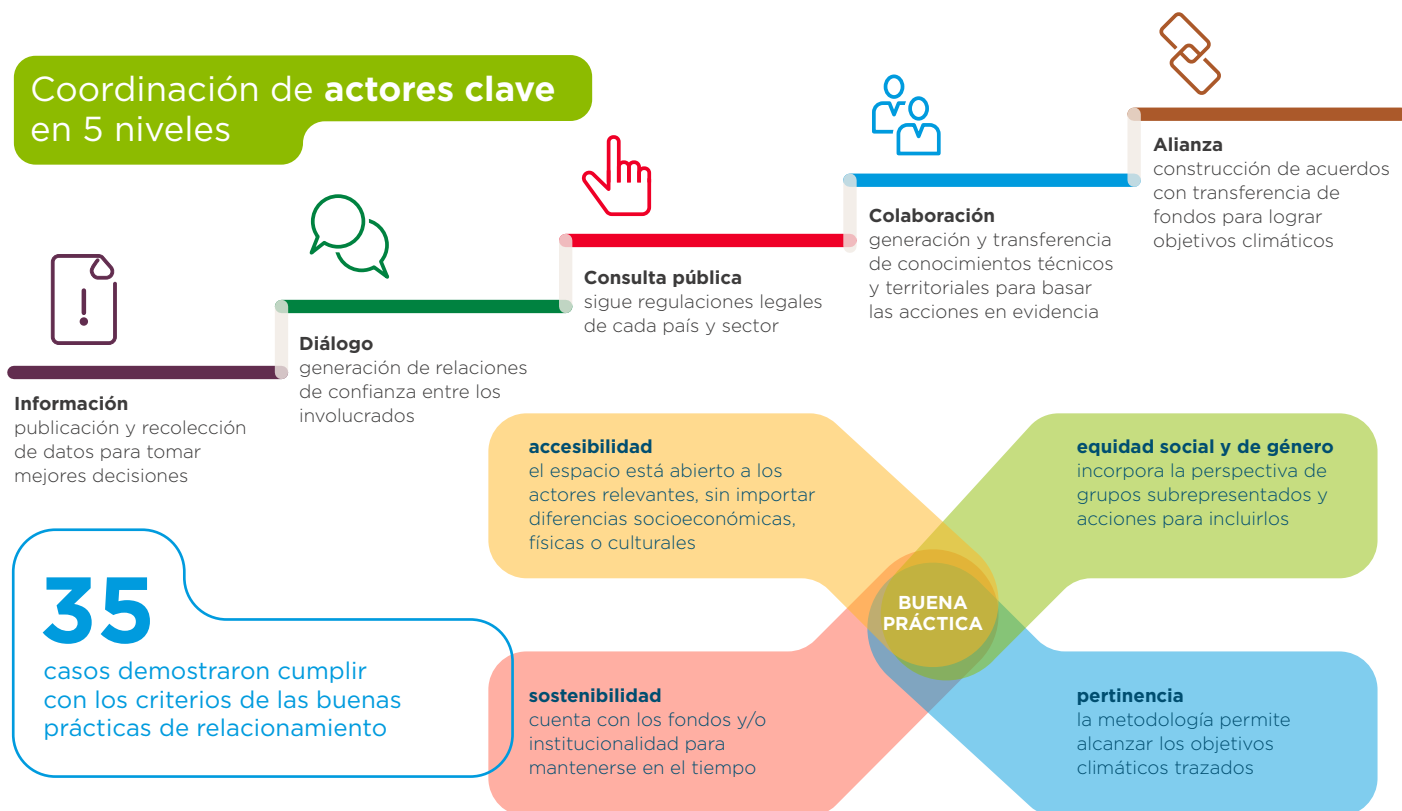 Coordinación de actores clave
en 5 niveles
Información
publicación y recolección
de datos para tomar
mejores decisiones
Diálogo
generación de relaciones
de confianza entre los
involucrados
Consulta pública
sigue regulaciones legales
de cada país y sector
Colaboración
generación y transferencia
de conocimientos técnicos
y territoriales para basar
las acciones en evidencia
Alianza
construcción de acuerdos
con transferencia de
fondos para lograr
objetivos climáticos
35
casos demostraron cumplir
con los criterios de las buenas
prácticas de relacionamiento
accesibilidad
el espacio está abierto a los
actores relevantes, sin importar
diferencias socioeconómicas,
físicas o culturales
equidad social y de género
incorpora la perspectiva de
grupos subrepresentados y
acciones para incluirlos
BUENA
PRÁCTICA
sostenibilidad
cuenta con los fondos y/o
institucionalidad para
mantenerse en el tiempo
pertinencia
la metodología permite
alcanzar los objetivos
climáticos trazados